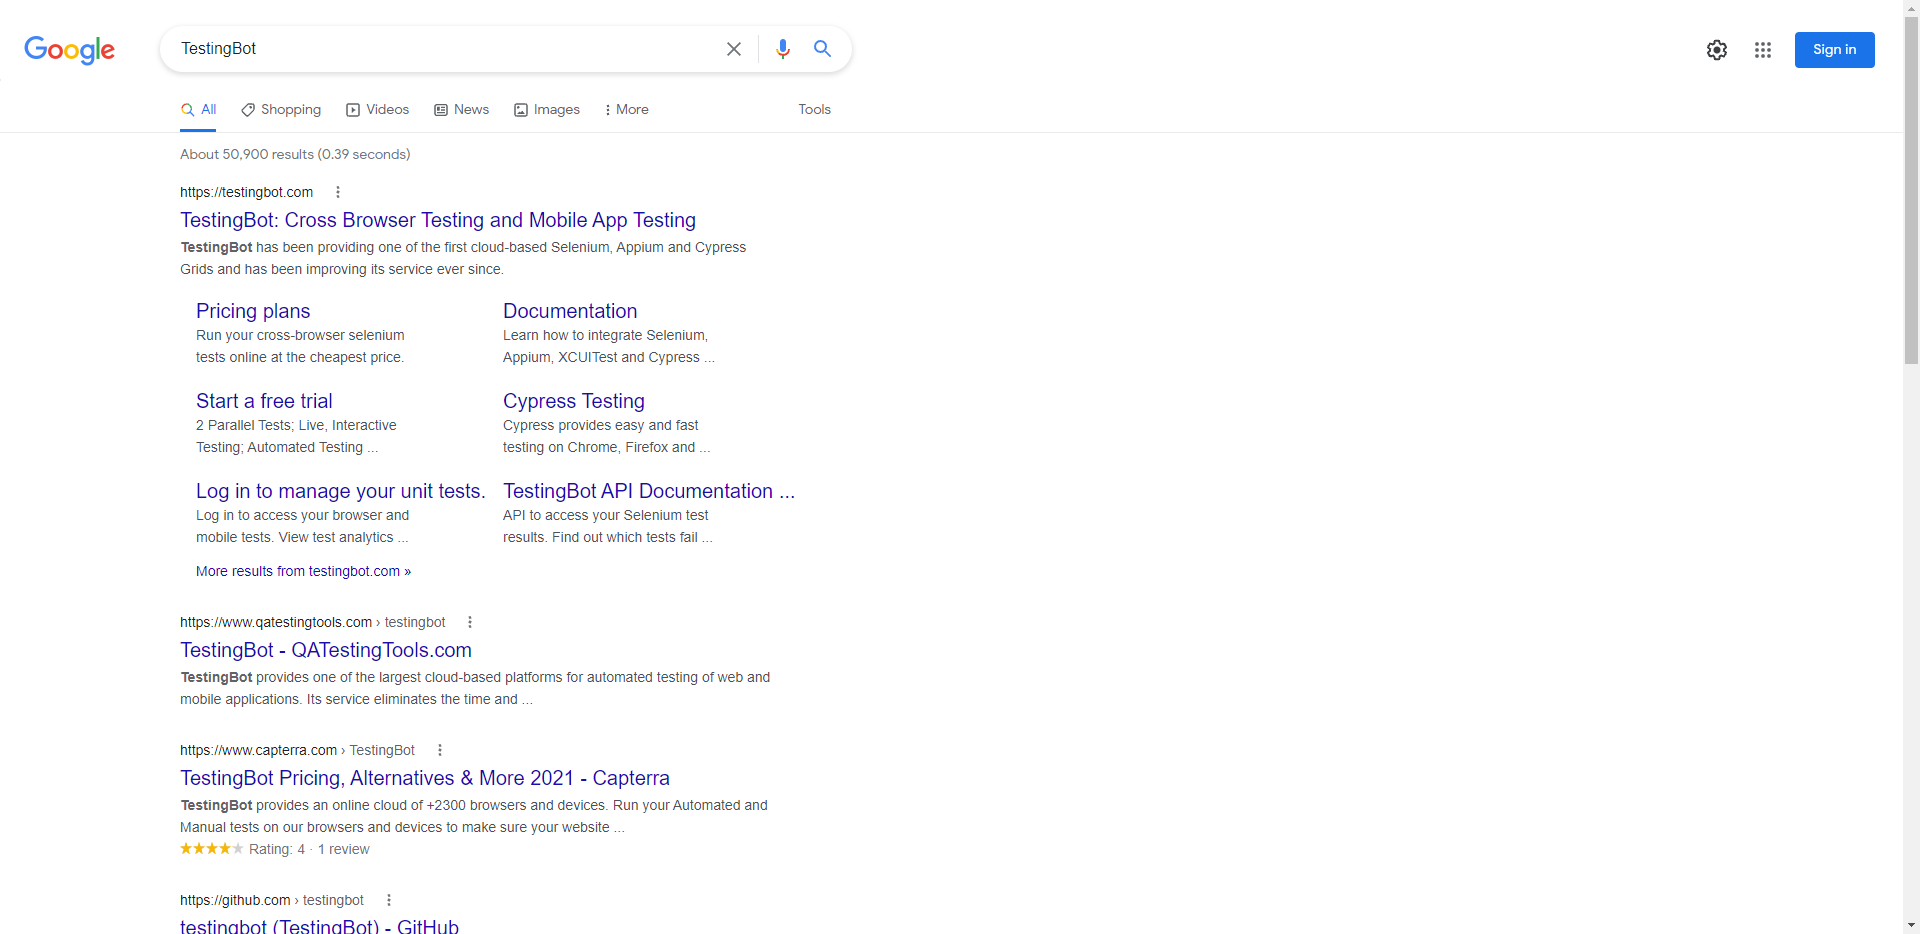 Google
TestingBot
Sign in
All Shopping Videos News Images More Tools
About 50,900 results (0.39 seconds)
https://testingbot.com
TestingBot: Cross Browser Testing and Mobile App Testing
TestingBot has been providing one of the first cloud-based Selenium, Appium and Cypress
Grids and has been improving its service ever since.
Pricing plans
Run your cross-browser selenium
tests online at the cheapest price.
Documentation
Learn how to integrate Selenium,
Appium, XCUITest and Cypress ...
Start a free trial
2 Parallel Tests; Live, Interactive
Testing; Automated Testing ...
Cypress Testing
Cypress provides easy and fast
testing on Chrome, Firefox and ...
Log in to manage your unit tests.
Log in to access your browser and
mobile tests. View test analytics ...
TestingBot API Documentation ...
API to access your Selenium test
results. Find out which tests fail ...
More results from testingbot.com »
https://www.qatestingtools.com › testingbot
TestingBot - QATestingTools.com
TestingBot provides one of the largest cloud-based platforms for automated testing of web and
mobile applications. Its service eliminates the time and ...
https://www.capterra.com › TestingBot
TestingBot Pricing, Alternatives & More 2021 - Capterra
TestingBot provides an online cloud of +2300 browsers and devices. Run your Automated and
Manual tests on our browsers and devices to make sure your website ...
Rating: 4 · 1 review
https://github.com › testingbot
testingbot (TestingBot) - GitHub